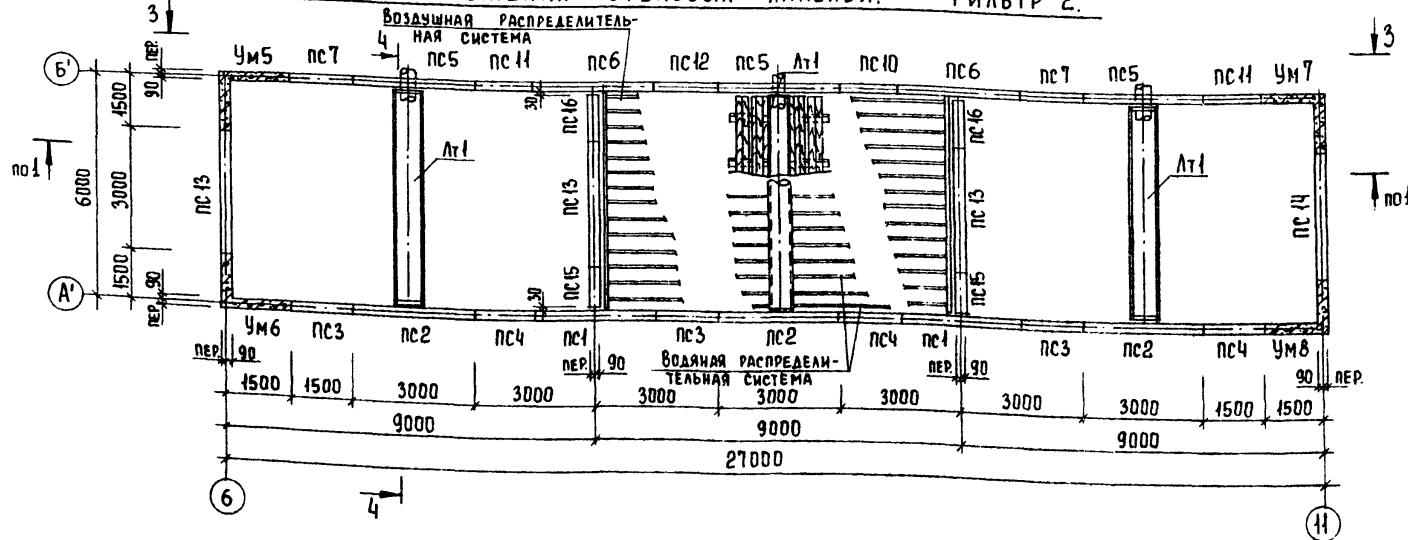 ФИЛЬТР 2.
ВОЗДУШНАЯ РАСПРЕДЕЛИТЕЛЬ-
НАЯ СИСТЕМА
3
4
3
Ум5 ПС7 ПС5 ПС11 ПС6 ПС12 ПС5 Лт1 ПС10 ПС6 ПС7 ПС5 ПС11 Ум7
Б'
ПЕР.
90
1500
30
ПС16
ПС16
по1
6000
3000
ПС13
Лт1
ПС13
ПС13
Лт1
ПС14
по1
1500
ПС15
ПС15
А'
90
ПЕР.
30
Ум6 ПС3 ПС2 ПС4 ПС1 ПС3 ПС2 ПС4 ПС1 ПС3 ПС2 ПС4 УМ8
ВОДЯНАЯ РАСПРЕДЕЛИ-
ТЕЛЬНАЯ СИСТЕМА
ПЕР. 90 ПЕР. 90 ПЕР. 90 90 ПЕР.
1500 1500 3000 3000 3000 3000 3000 3000 3000 1500 1500
9000 9000 9000
27000
6
4
11